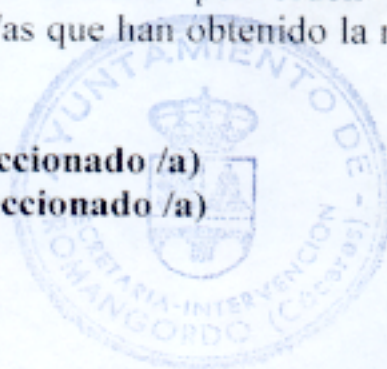 /as que han obtenido la
ccionado /a)
ccionado /a)
AYUNTAMIENTO DE
ROMANGORDO (Cáceres)
SECRETARIA-INTERVENCION